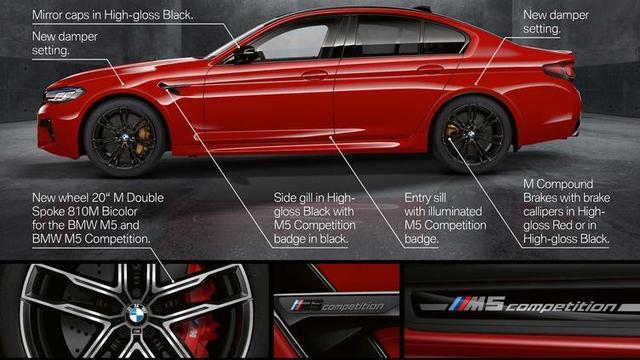 Mirror caps in High-gloss Black.
New damper
setting.
New damper
setting.
New wheel 20“ M Double
Spoke 810M Bicolor
for the BMW M5 and
BMW M5 Competition.
Side gill in High-
gloss Black with
M5 Competition
badge in black.
Entry sill
with illuminated
M5 Competition
badge.
M Compound
Brakes with brake
callipers in High-
gloss Red or in
High-gloss Black.
M5 competition
M5 competition